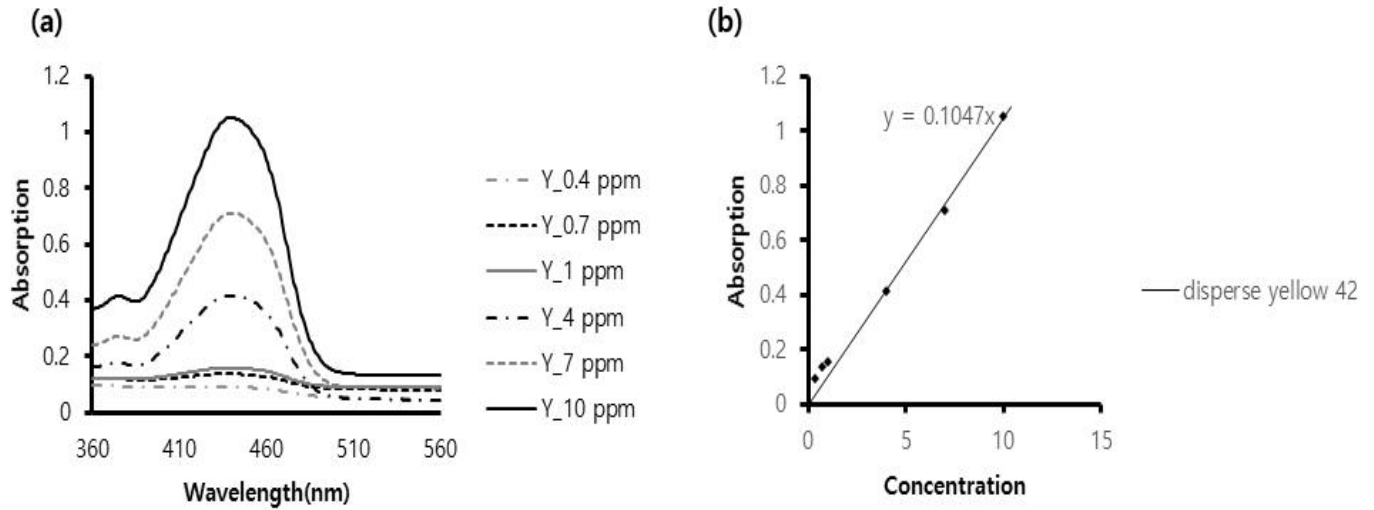 (a)
Absorption
1.2
1
0.8
0.6
0.4
0.2
0
360 410 460 510 560
Wavelength(nm)
Y_0.4 ppm
Y_0.7 ppm
Y_1 ppm
Y_4 ppm
Y_7 ppm
Y_10 ppm
(b)
Absorption
1.2
1
0.8
0.6
0.4
0.2
0
0 5 10 15
Concentration
y = 0.1047x
disperse yellow 42